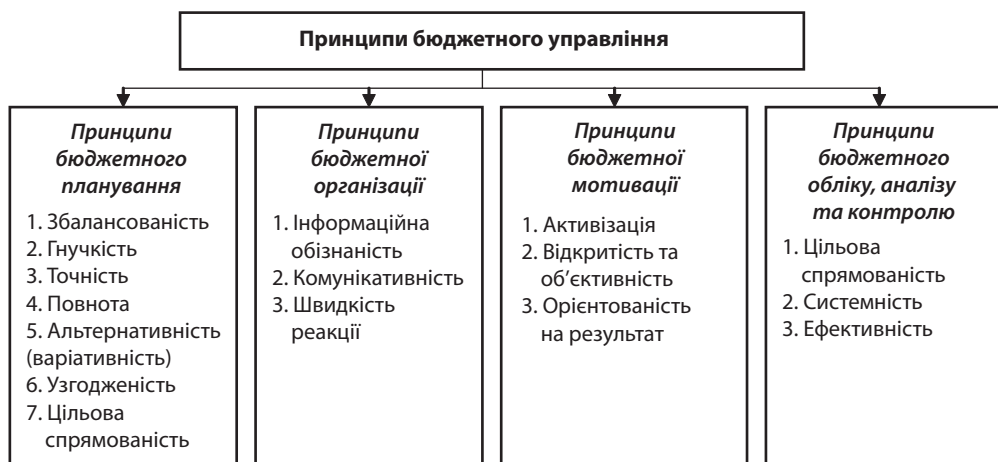 Принципи бюджетного управління
Принципи
бюджетного
планування
1. Збалансованість
2. Гнучкість
3. Точність
4. Повнота
5. Альтернативність
(варіативність)
6. Узгодженість
7. Цільова
спрямованість
Принципи
бюджетної
організації
1. Інформаційна
обізнаність
2. Комунікативність
3. Швидкість
реакції
Принципи
бюджетної
мотивації
1. Активізація
2. Відкритість та
об’єктивність
3. Орієнтованість
на результат
Принципи
бюджетного
обліку, аналізу
та контролю
1. Цільова
спрямованість
2. Системність
3. Ефективність